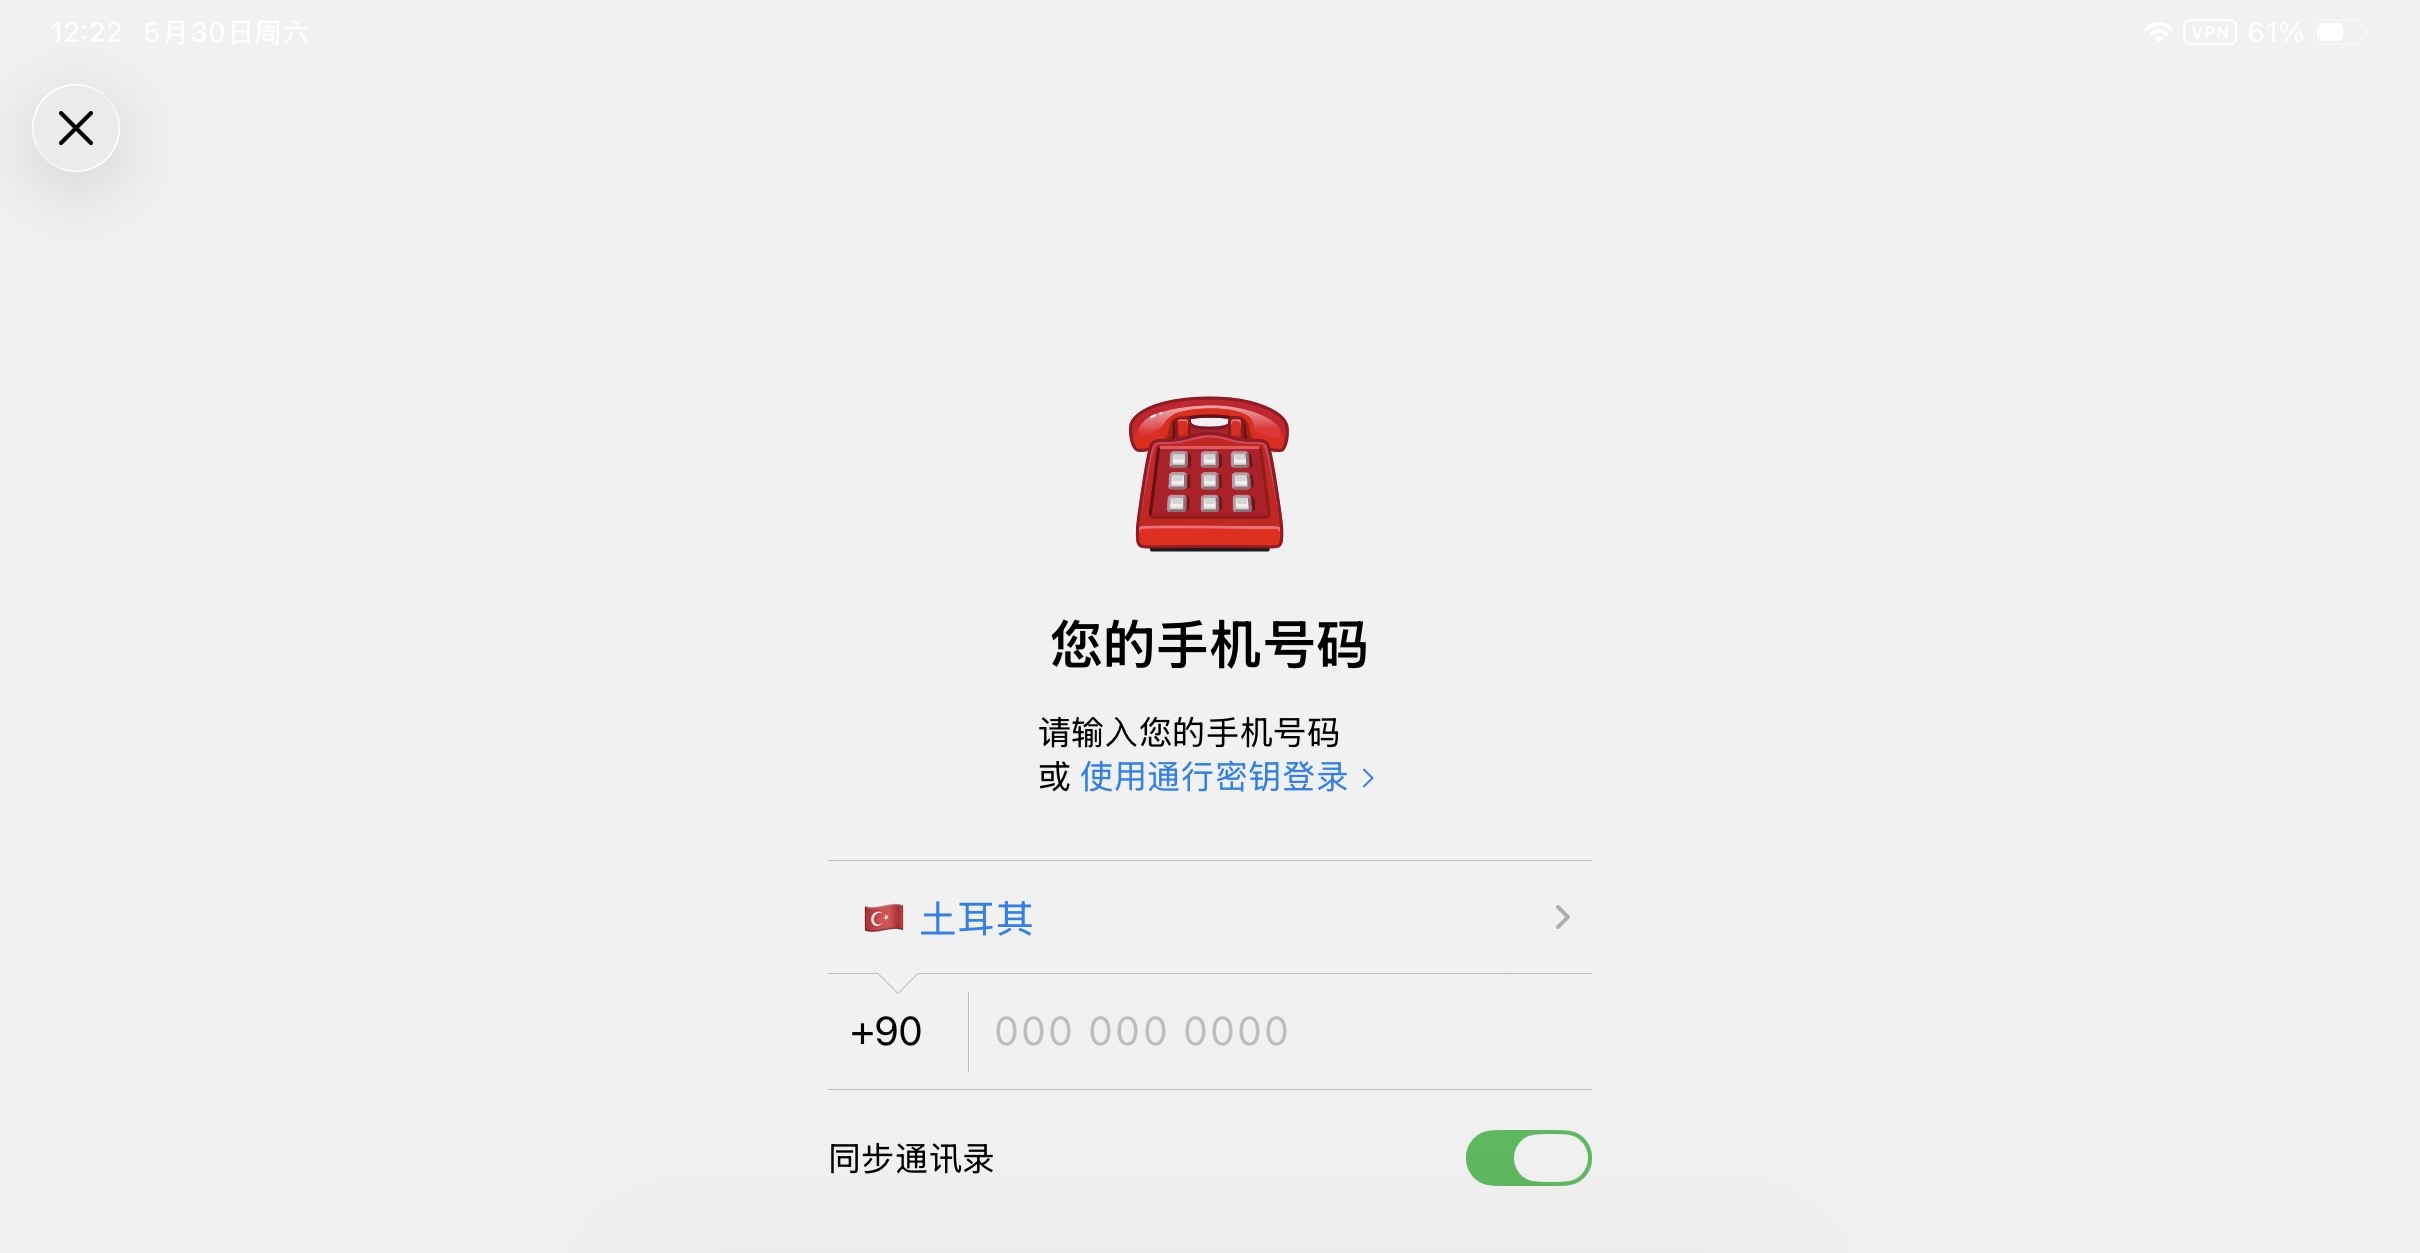 12:22 5月30日周六
VPN 61%
您的手机号码
请输入您的手机号码
或 使用通行密钥登录 >
土耳其
+90 000 000 0000
同步通讯录